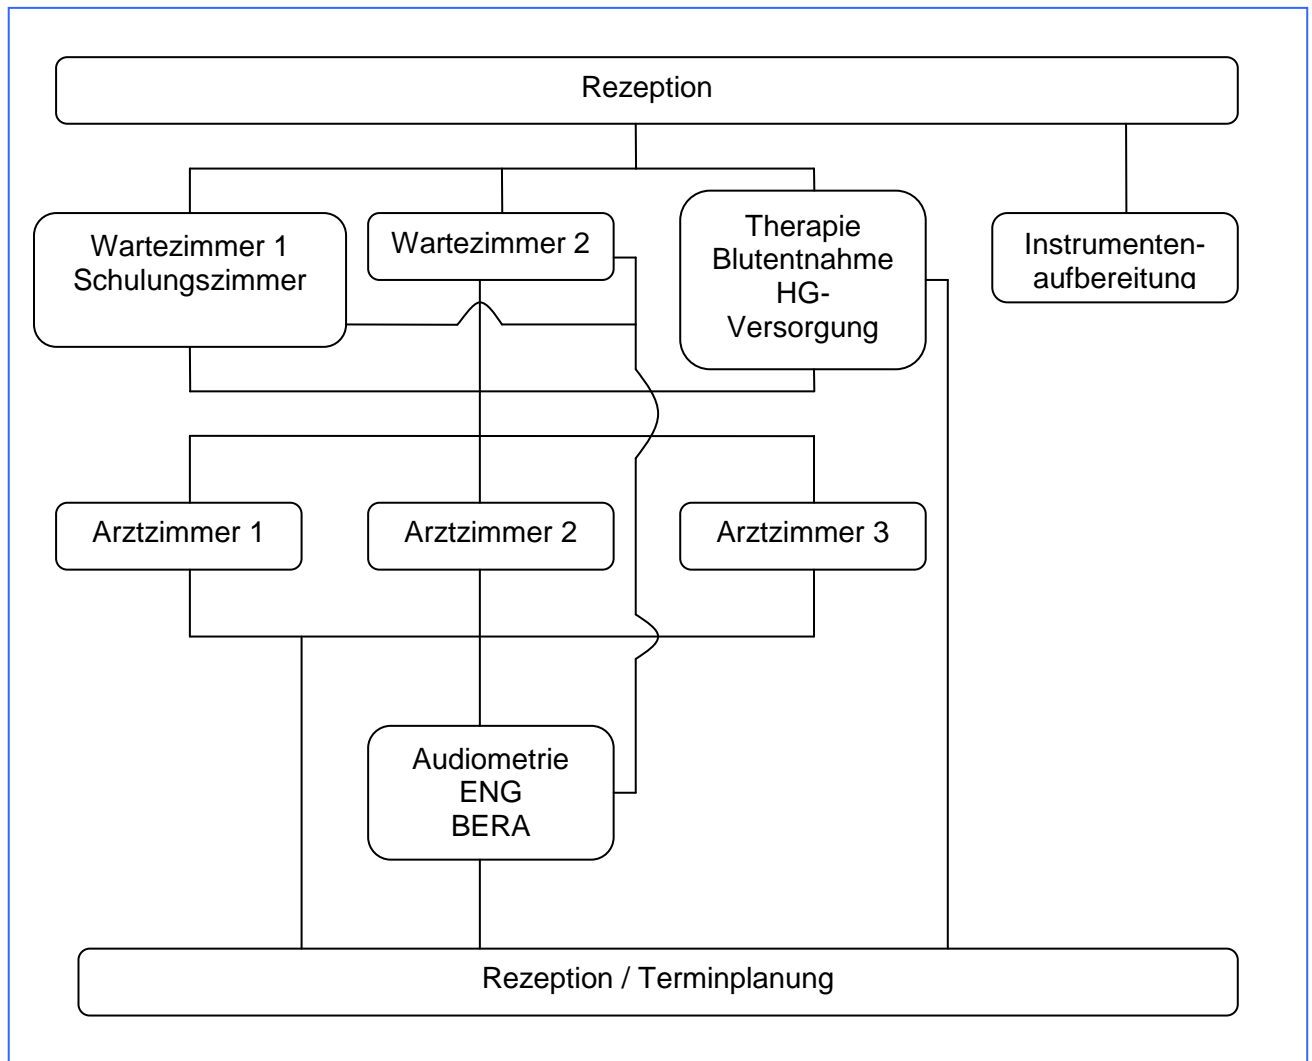 Rezeption
Wartezimmer 1
Schulungszimmer
Wartezimmer 2
Therapie
Blutentnahme
HG-
Versorgung
Instrumenten-
aufbereitung
Arztzimmer 1
Arztzimmer 2
Arztzimmer 3
Audiometrie
ENG
BERA
Rezeption / Terminplanung